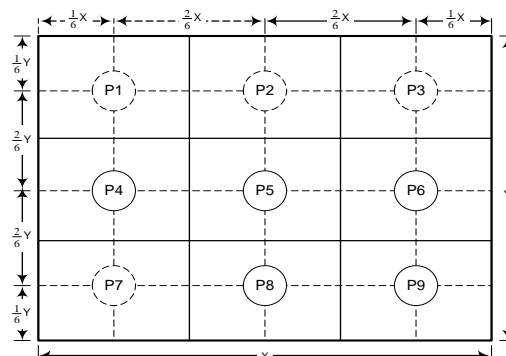 1/6 X 2/6 X 2/6 X 1/6 X
1/6 Y
P1 P2 P3
2/6 Y
P4 P5 P6
2/6 Y
P7 P8 P9
1/6 Y